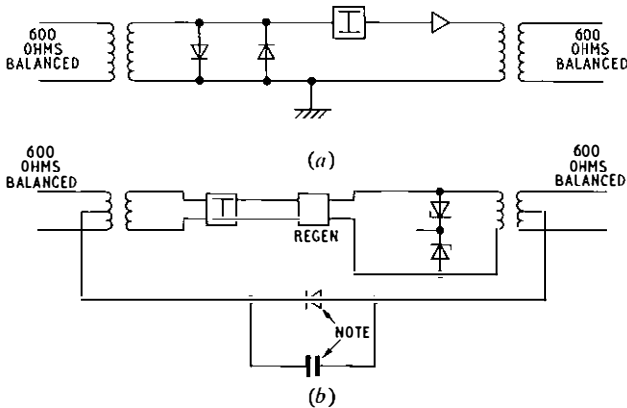 600
OHMS
BALANCED
600
OHMS
BALANCED
(a)
600
OHMS
BALANCED
600
OHMS
BALANCED
REGEN
NOTE
(b)